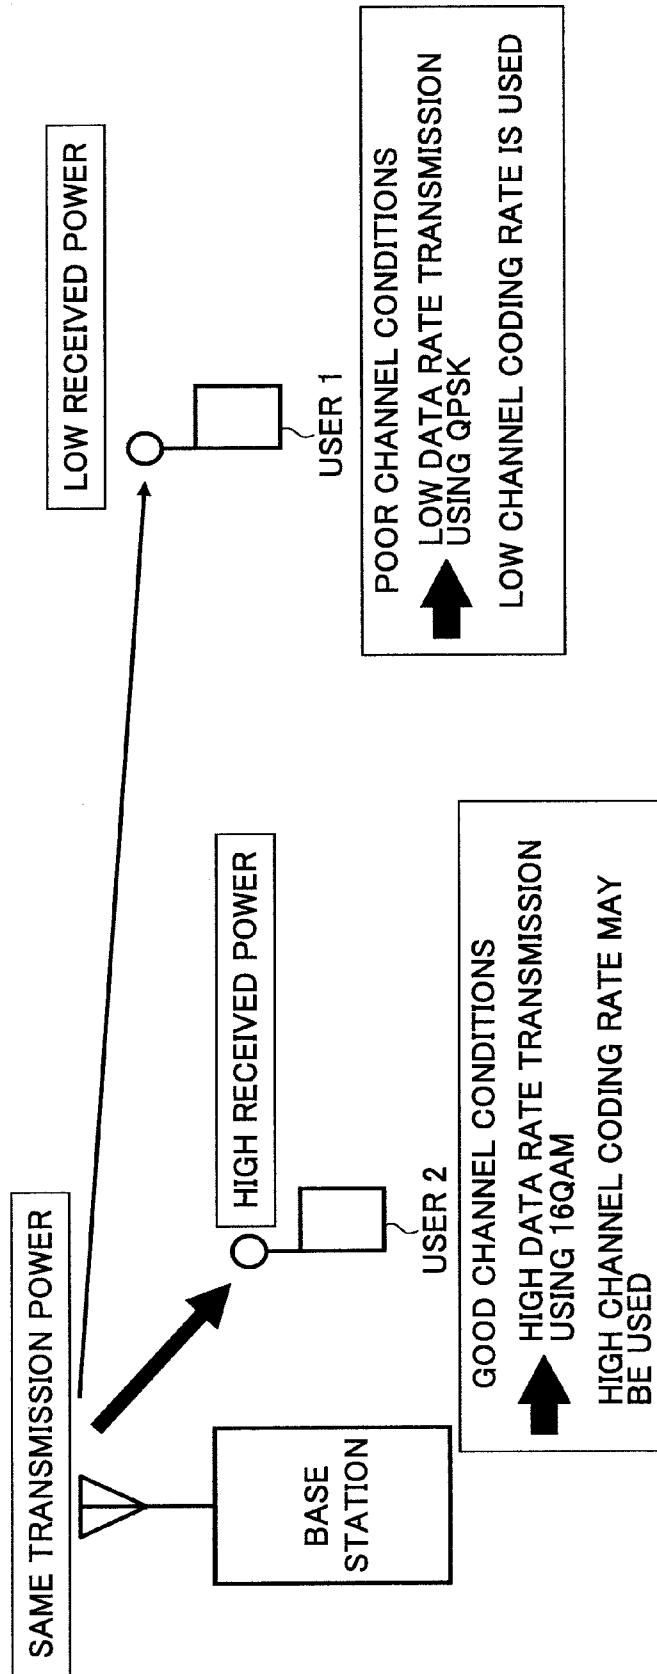 SAME TRANSMISSION POWER
LOW RECEIVED POWER
HIGH RECEIVED POWER
BASE
STATION
USER 2
USER 1
GOOD CHANNEL CONDITIONS
HIGH DATA RATE TRANSMISSION
USING 16QAM
HIGH CHANNEL CODING RATE MAY
BE USED
POOR CHANNEL CONDITIONS
LOW DATA RATE TRANSMISSION
USING QPSK
LOW CHANNEL CODING RATE IS USED